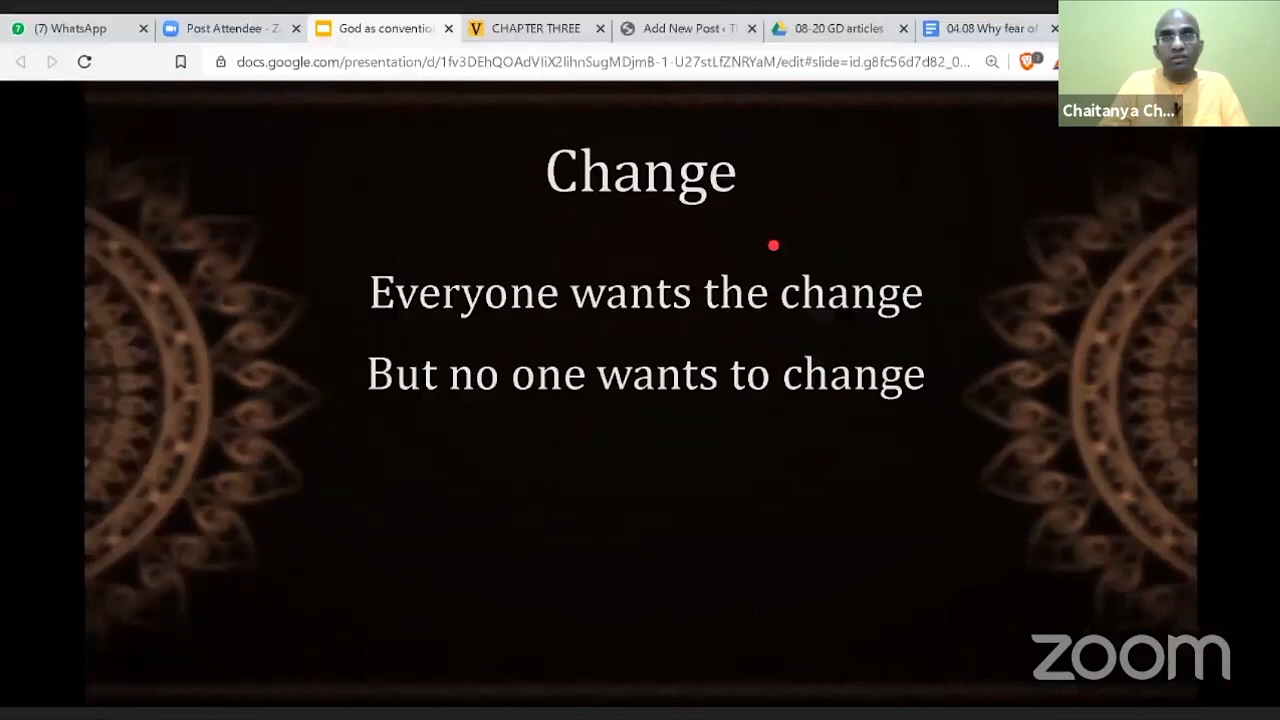 (7) WhatsApp
Post Attendee - Z
God as convention
V CHAPTER THREE
Add New Post ‹ T
08-20 GD articles
04.08 Why fear of
docs.google.com/presentation/d/1fv3DEhQOAdVIiX2lihnSugMDjmB-1-U27stLfZNRYaM/edit#slide=id.g8fc56d7d82_0...
Chaitanya Ch...
Change
Everyone wants the change
But no one wants to change
zoom